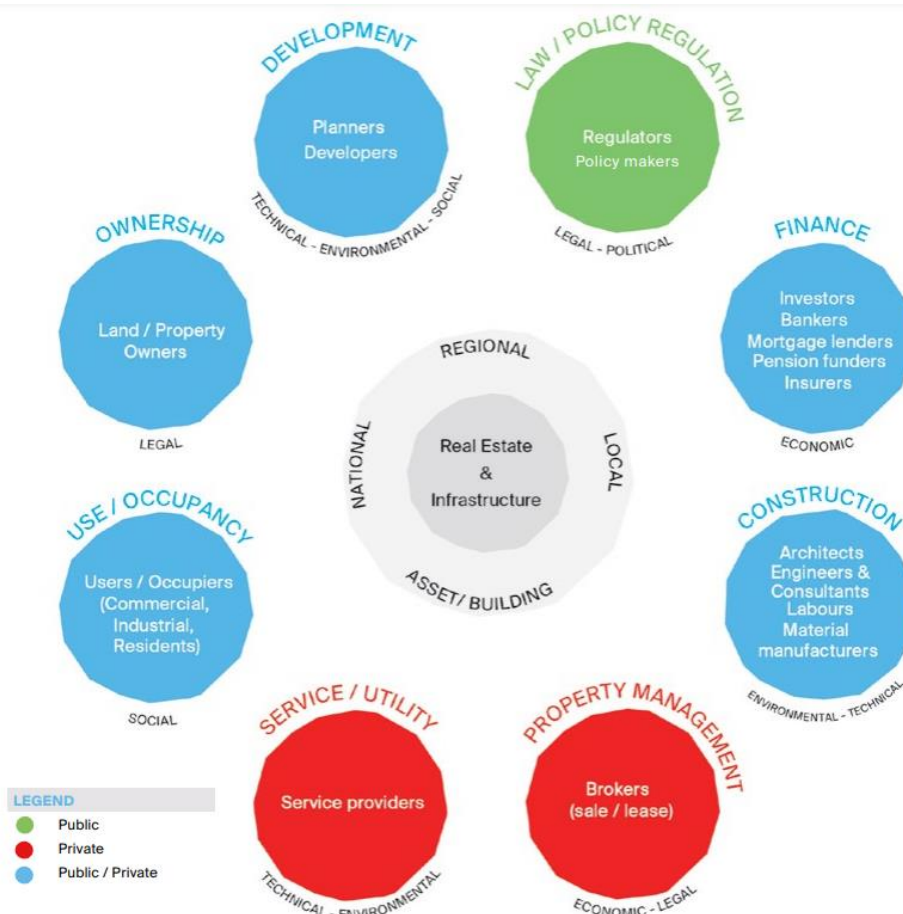 DEVELOPMENT
Planners
Developers
TECHNICAL - ENVIRONMENTAL - SOCIAL
LAW / POLICY REGULATION
Regulators
Policy makers
LEGAL - POLITICAL
OWNERSHIP
Land / Property
Owners
LEGAL
FINANCE
Investors
Bankers
Mortgage lenders
Pension funders
Insurers
ECONOMIC
REGIONAL
NATIONAL
LOCAL
ASSET/ BUILDING
Real Estate
&
Infrastructure
USE / OCCUPANCY
Users / Occupiers
(Commercial,
Industrial,
Residents)
SOCIAL
CONSTRUCTION
Architects
Engineers &
Consultants
Labours
Material
manufacturers
ENVIRONMENTAL - TECHNICAL
SERVICE / UTILITY
Service providers
TECHNICAL - ENVIRONMENTAL
PROPERTY MANAGEMENT
Brokers
(sale / lease)
ECONOMIC - LEGAL
LEGEND
Public
Private
Public / Private